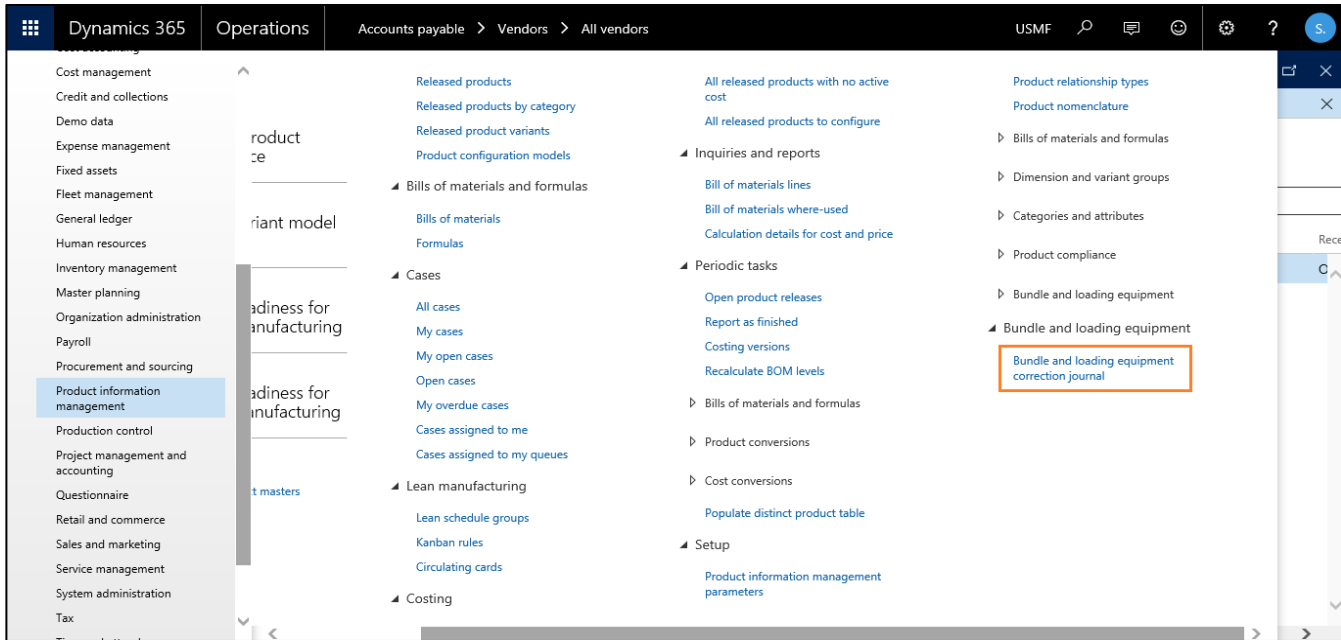 Dynamics 365
Operations
Accounts payable > Vendors > All vendors
USMF
?
S.
Cost management
Credit and collections
Demo data
Expense management
Fixed assets
Fleet management
General ledger
Human resources
Inventory management
Master planning
Organization administration
Payroll
Procurement and sourcing
Product information
management
Production control
Project management and
accounting
Questionnaire
Retail and commerce
Sales and marketing
Service management
System administration
Tax
roduct
ce
riant model
adiness for
anufacturing
adiness for
anufacturing
t masters
Released products
Released products by category
Released product variants
Product configuration models
Bills of materials and formulas
Bills of materials
Formulas
Cases
All cases
My cases
My open cases
Open cases
My overdue cases
Cases assigned to me
Cases assigned to my queues
Lean manufacturing
Lean schedule groups
Kanban rules
Circulating cards
Costing
All released products with no active
cost
All released products to configure
Inquiries and reports
Bill of materials lines
Bill of materials where-used
Calculation details for cost and price
Periodic tasks
Open product releases
Report as finished
Costing versions
Recalculate BOM levels
Bills of materials and formulas
Product conversions
Cost conversions
Populate distinct product table
Setup
Product information management
parameters
Product relationship types
Product nomenclature
Bills of materials and formulas
Dimension and variant groups
Categories and attributes
Product compliance
Bundle and loading equipment
Bundle and loading equipment
Bundle and loading equipment
correction journal
Rece